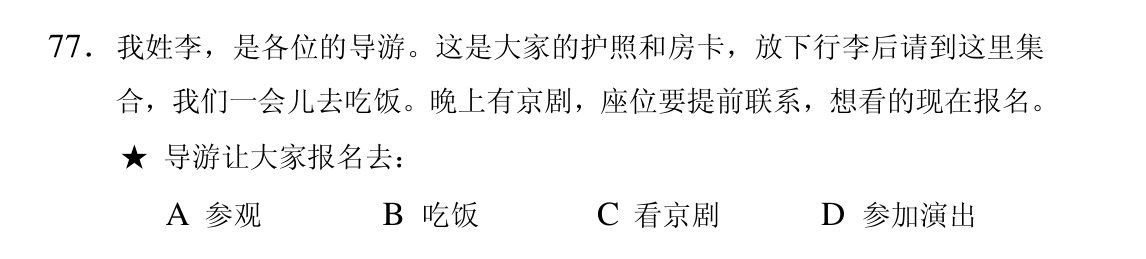 77． 我姓李，是各位的导游。这是大家的护照和房卡，放下行李后请到这里集
合，我们一会儿去吃饭。晚上有京剧，座位要提前联系，想看的现在报名。
★ 导游让大家报名去：
A 参观 B 吃饭 C 看京剧 D 参加演出